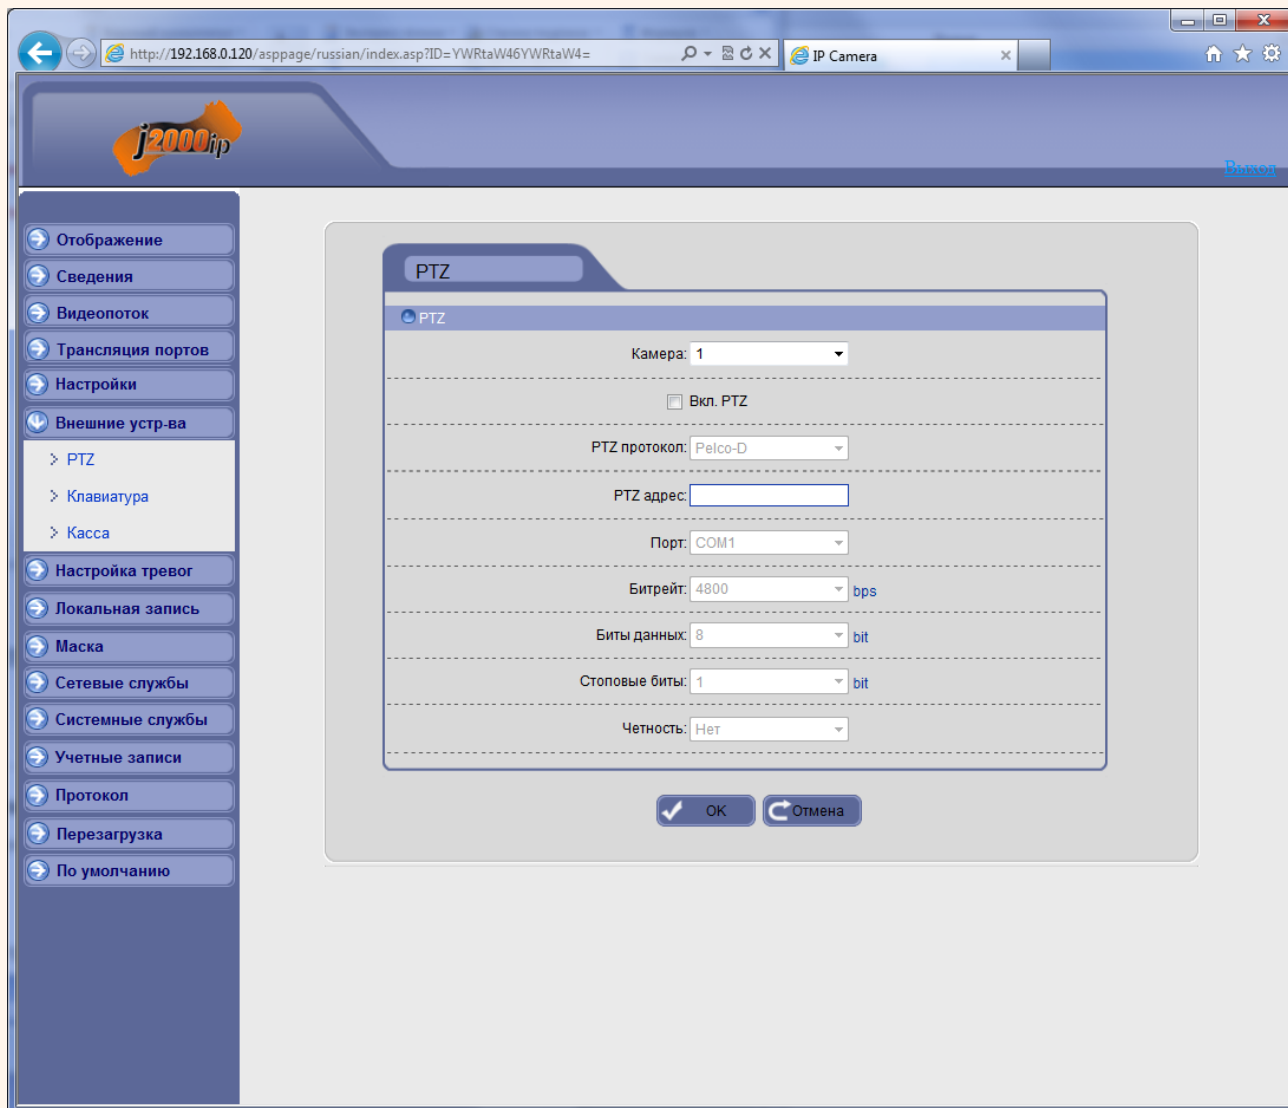 http://192.168.0.120/asppage/russian/index.asp?ID=YWRtaW46YWRtaW4=
IP Camera
j2000ip
Выход
Отображение
Сведения
Видеопоток
Трансляция портов
Настройки
Внешние устр-ва
PTZ
Клавиатура
Касса
Настройка тревог
Локальная запись
Маска
Сетевые службы
Системные службы
Учетные записи
Протокол
Перезагрузка
По умолчанию
PTZ
PTZ
Камера: 1
Вкл. PTZ
PTZ протокол: Pelco-D
PTZ адрес:
Порт: COM1
Битрейт: 4800 bps
Биты данных: 8 bit
Стоповые биты: 1 bit
Четность: Нет
OK Отмена